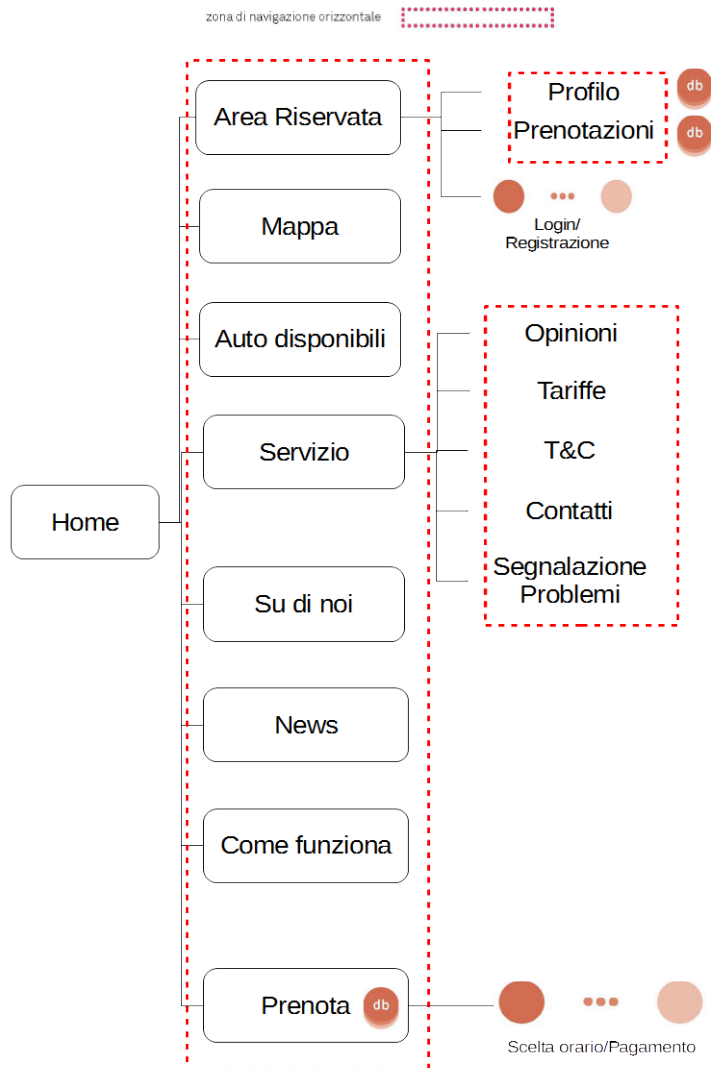 zona di navigazione orizzontale
Area Riservata
Profilo
db
Prenotazioni
db
Login/
Registrazione
Mappa
Auto disponibili
Servizio
Opinioni
Tariffe
T&C
Contatti
Segnalazione
Problemi
Home
Su di noi
News
Come funziona
Prenota
db
Scelta orario/Pagamento